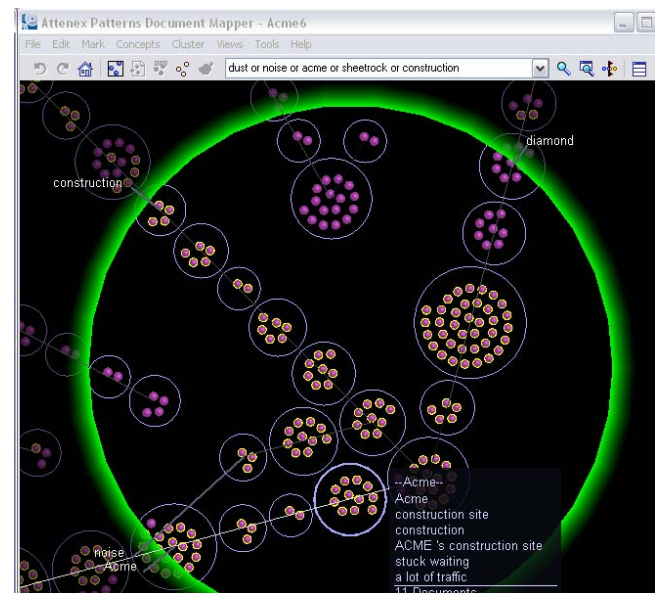 Attenex Patterns Document Mapper - Acme6
File Edit Mark Concepts Cluster Views Tools Help
dust or noise or acme or sheetrock or construction
diamond
construction
--Acme--
Acme
construction site
construction
ACME 's construction site
stuck waiting
a lot of traffic
11 Documents
noise
Acme